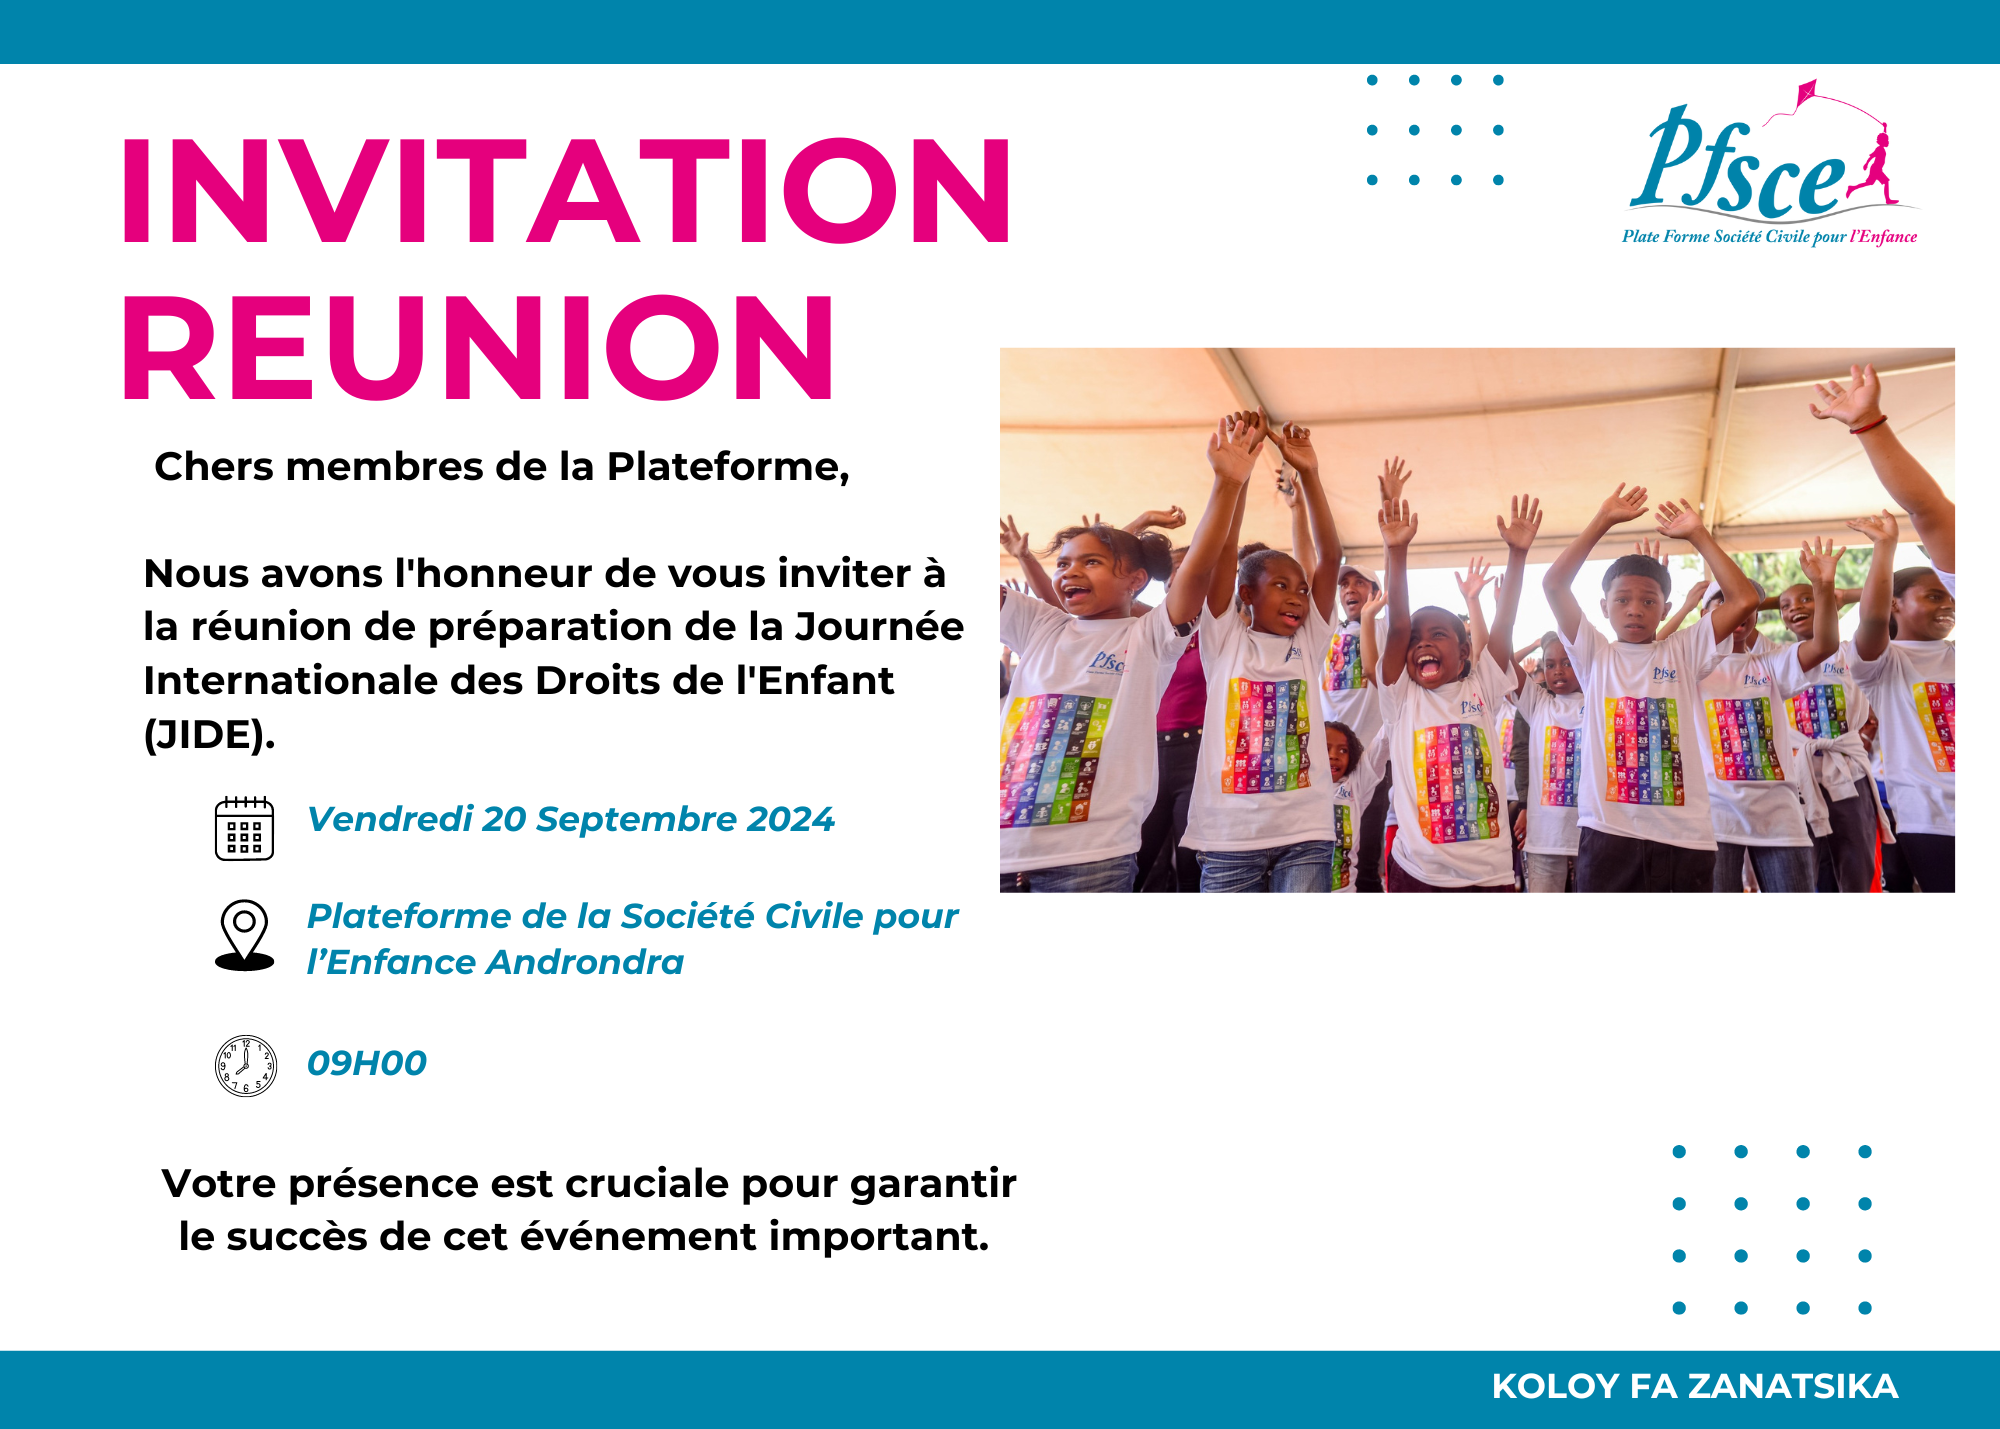 Pfsce
Plate Forme Société Civile pour l'Enfance
INVITATION
REUNION
Chers membres de la Plateforme,
Nous avons l'honneur de vous inviter à
la réunion de préparation de la Journée
Internationale des Droits de l'Enfant
(JIDE).
Vendredi 20 Septembre 2024
Plateforme de la Société Civile pour
l’Enfance Androndra
09H00
Votre présence est cruciale pour garantir
le succès de cet événement important.
KOLOY FA ZANATSIKA